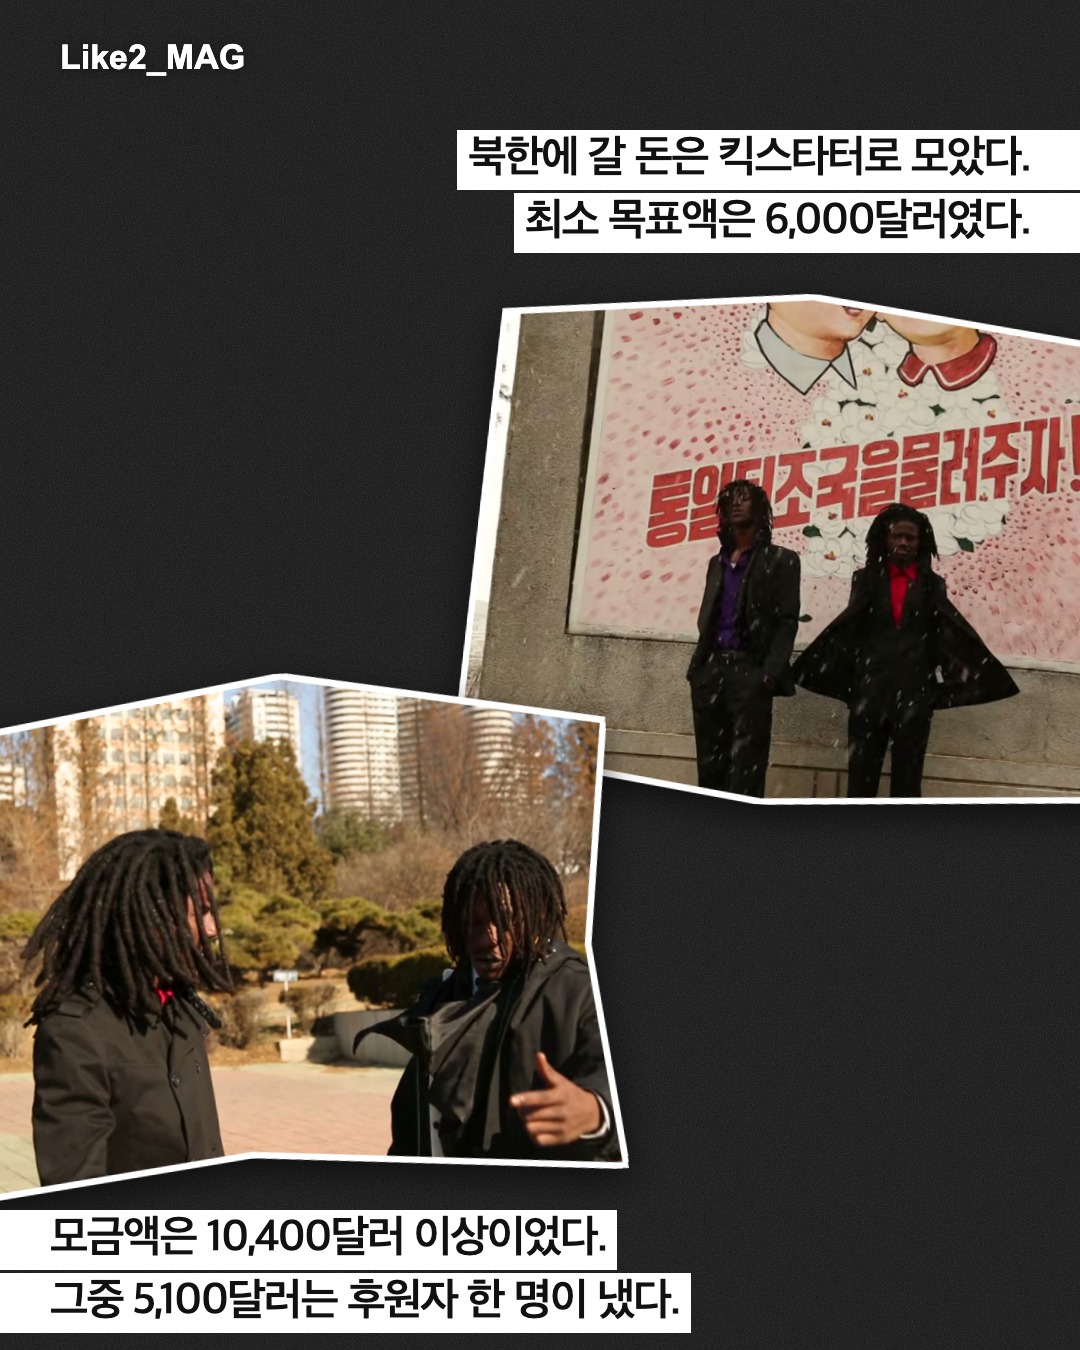 Like2_MAG
북한에 갈 돈은 킥스타터로 모았다.
최소 목표액은 6,000달러였다.
통일된조국을물려주자!
모금액은 10,400달러 이상이었다.
그중 5,100달러는 후원자 한 명이 냈다.